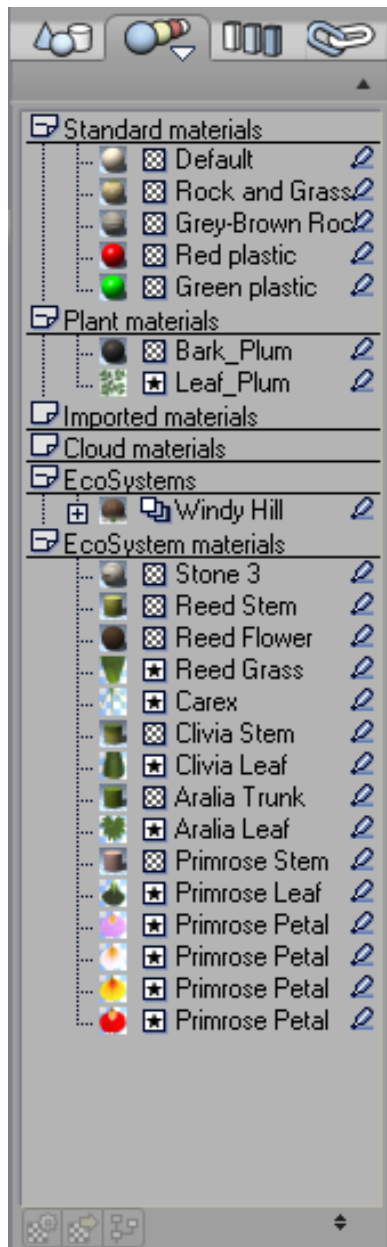 Standard materials
Default
Rock and Grass
Grey-Brown Roc
Red plastic
Green plastic
Plant materials
Bark_Plum
Leaf_Plum
Imported materials
Cloud materials
EcoSystems
Windy Hill
EcoSystem materials
Stone 3
Reed Stem
Reed Flower
Reed Grass
Carex
Clivia Stem
Clivia Leaf
Aralia Trunk
Aralia Leaf
Primrose Stem
Primrose Leaf
Primrose Petal
Primrose Petal
Primrose Petal
Primrose Petal